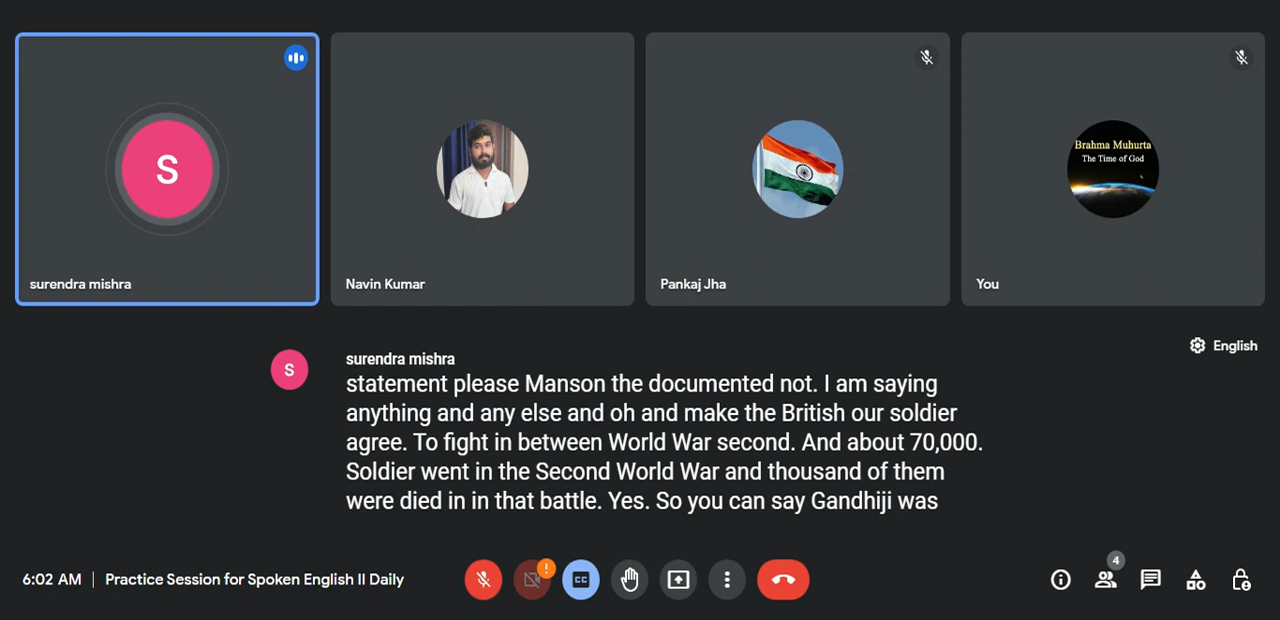 S
surendra mishra
Navin Kumar
Pankaj Jha
Brahma Muhurta
The Time of God
You
English
S
surendra mishra
statement please Manson the documented not. I am saying
anything and any else and oh and make the British our soldier
agree. To fight in between World War second. And about 70,000.
Soldier went in the Second World War and thousand of them
were died in in that battle. Yes. So you can say Gandhiji was
6:02 AM | Practice Session for Spoken English II Daily
!
CC
4